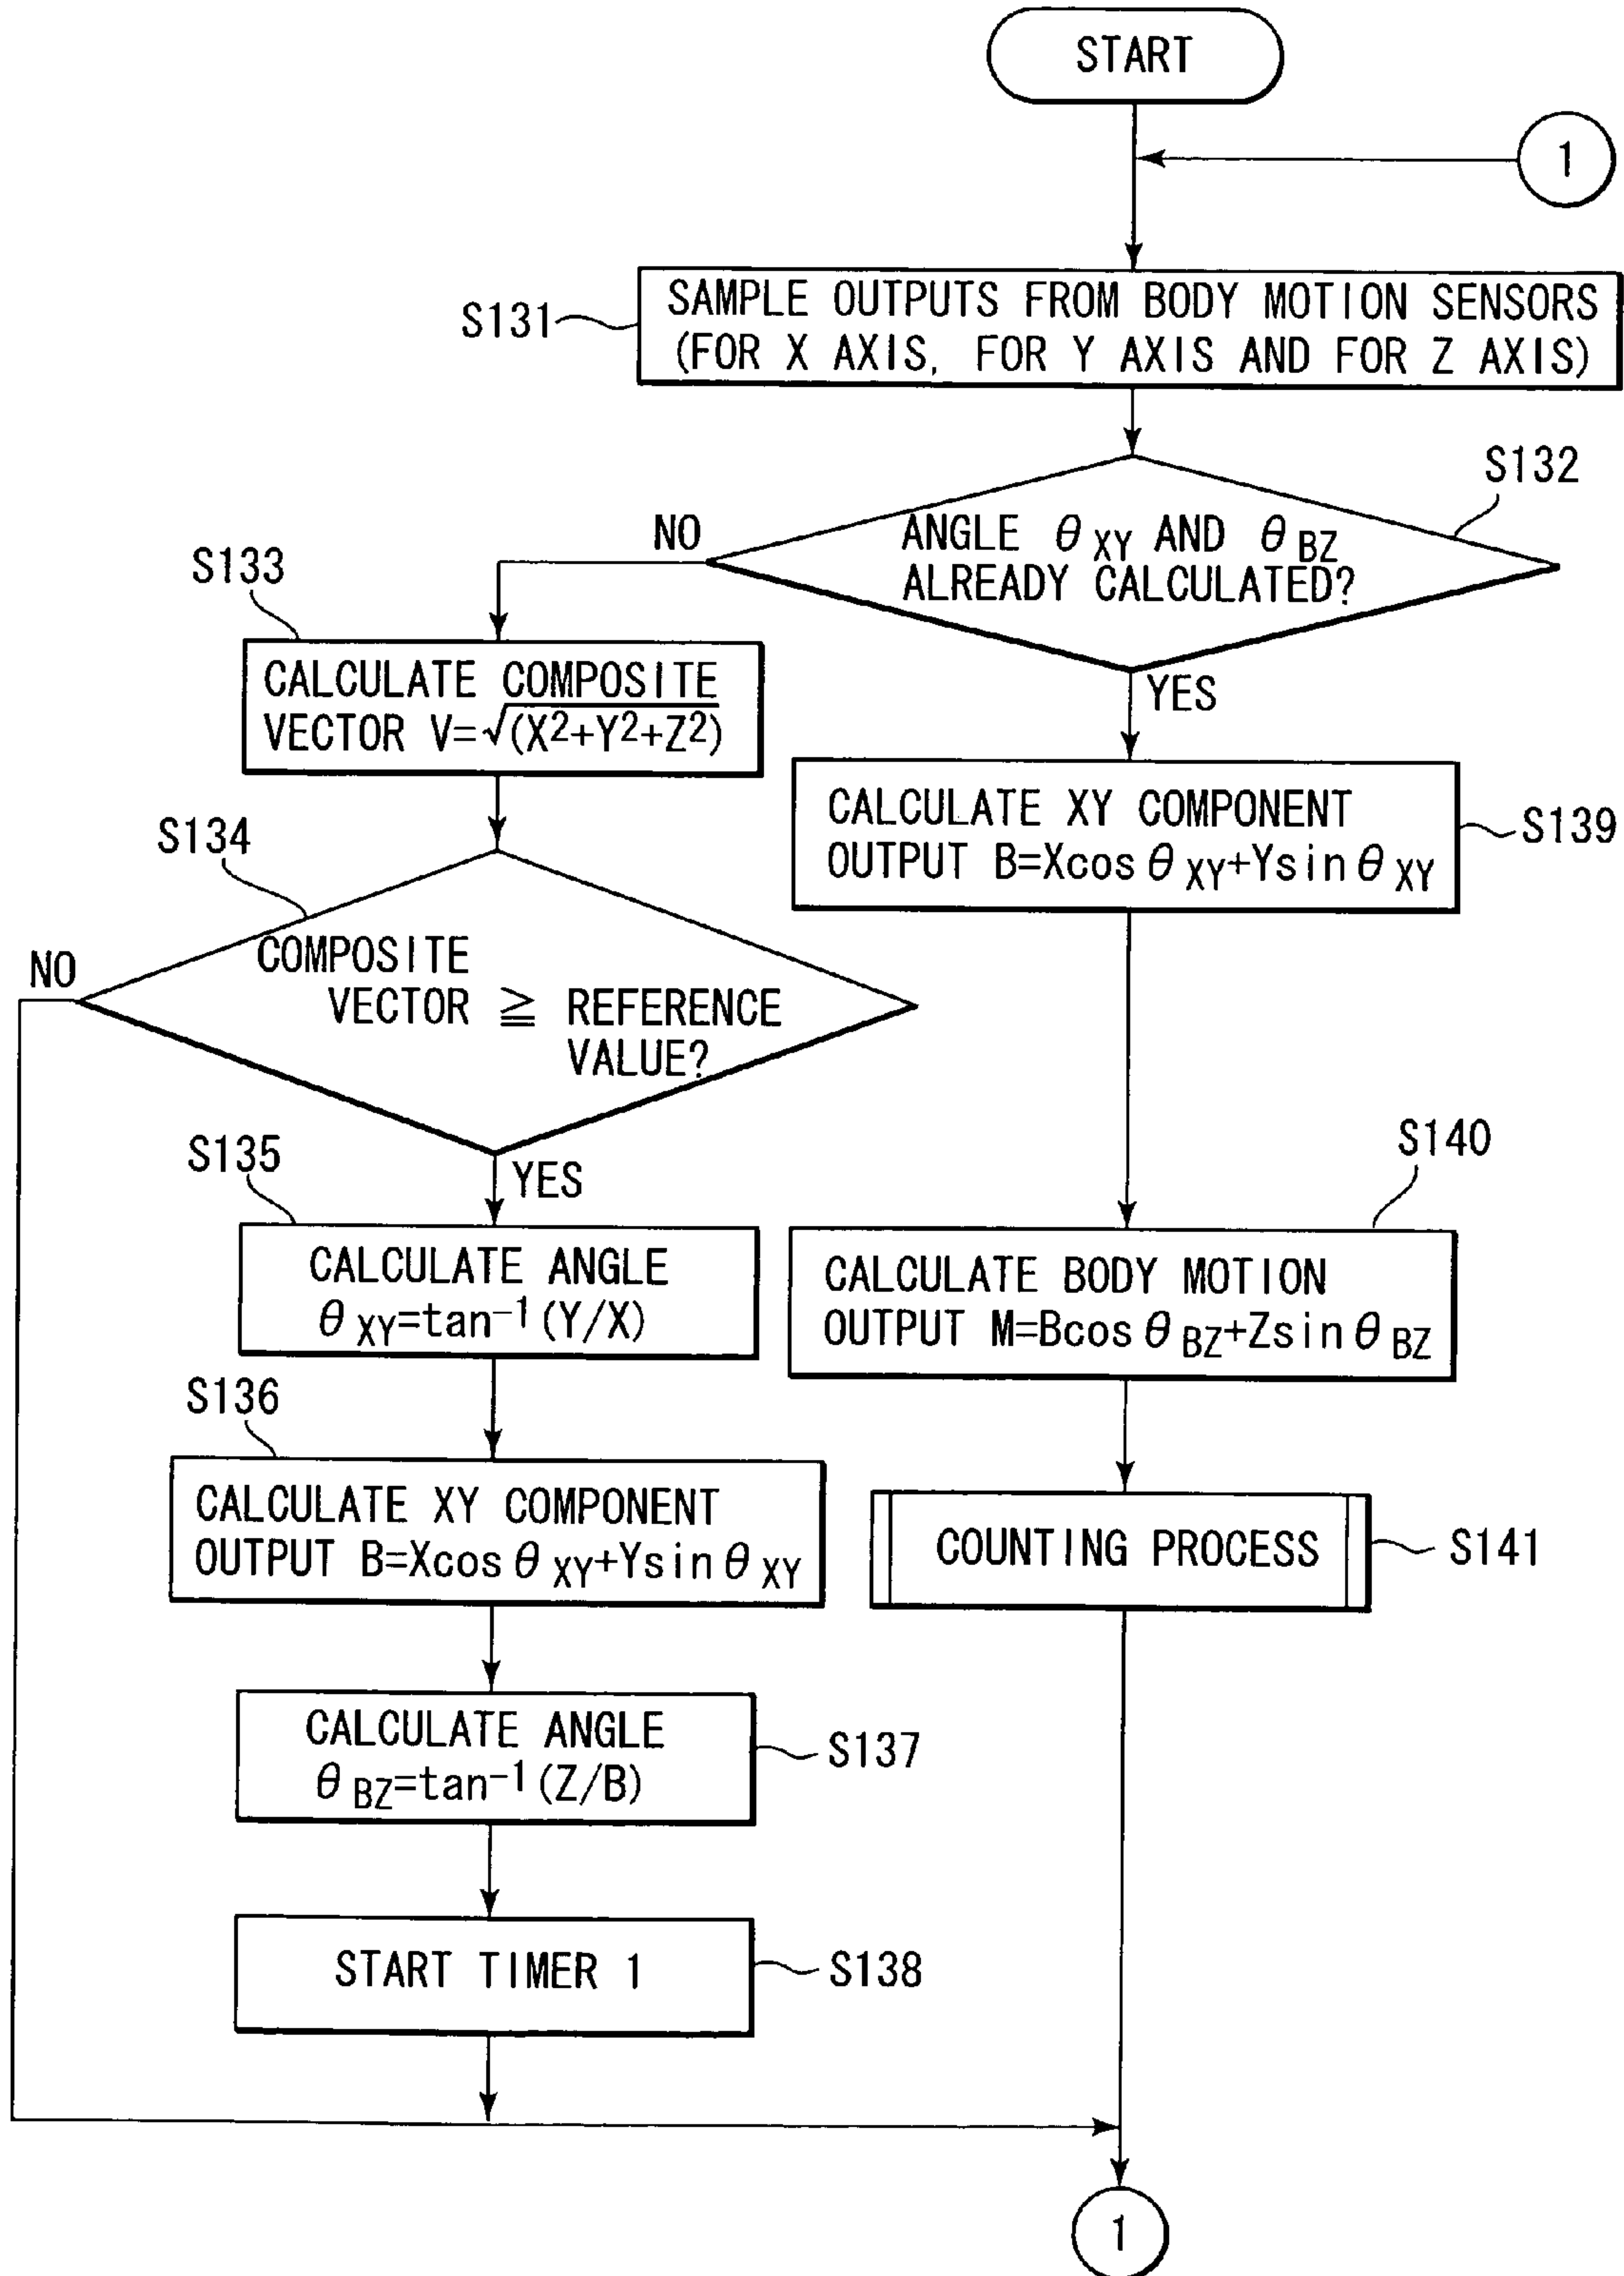 START
1
S131
SAMPLE OUTPUTS FROM BODY MOTION SENSORS
(FOR X AXIS, FOR Y AXIS AND FOR Z AXIS)
S132
NO
ANGLE θXY AND θBZ
ALREADY CALCULATED?
YES
S133
CALCULATE COMPOSITE
VECTOR V=√(X²+Y²+Z²)
S134
NO
COMPOSITE
VECTOR ≧ REFERENCE
VALUE?
YES
S135
CALCULATE ANGLE
θXY=tan⁻¹(Y/X)
S136
CALCULATE XY COMPONENT
OUTPUT B=Xcosθ XY+Ysinθ XY
CALCULATE ANGLE
θBZ=tan⁻¹(Z/B)
S137
START TIMER 1
S138
CALCULATE XY COMPONENT
OUTPUT B=Xcosθ XY+Ysinθ XY
S139
S140
CALCULATE BODY MOTION
OUTPUT M=Bcosθ BZ+Zsinθ BZ
COUNTING PROCESS
S141
1